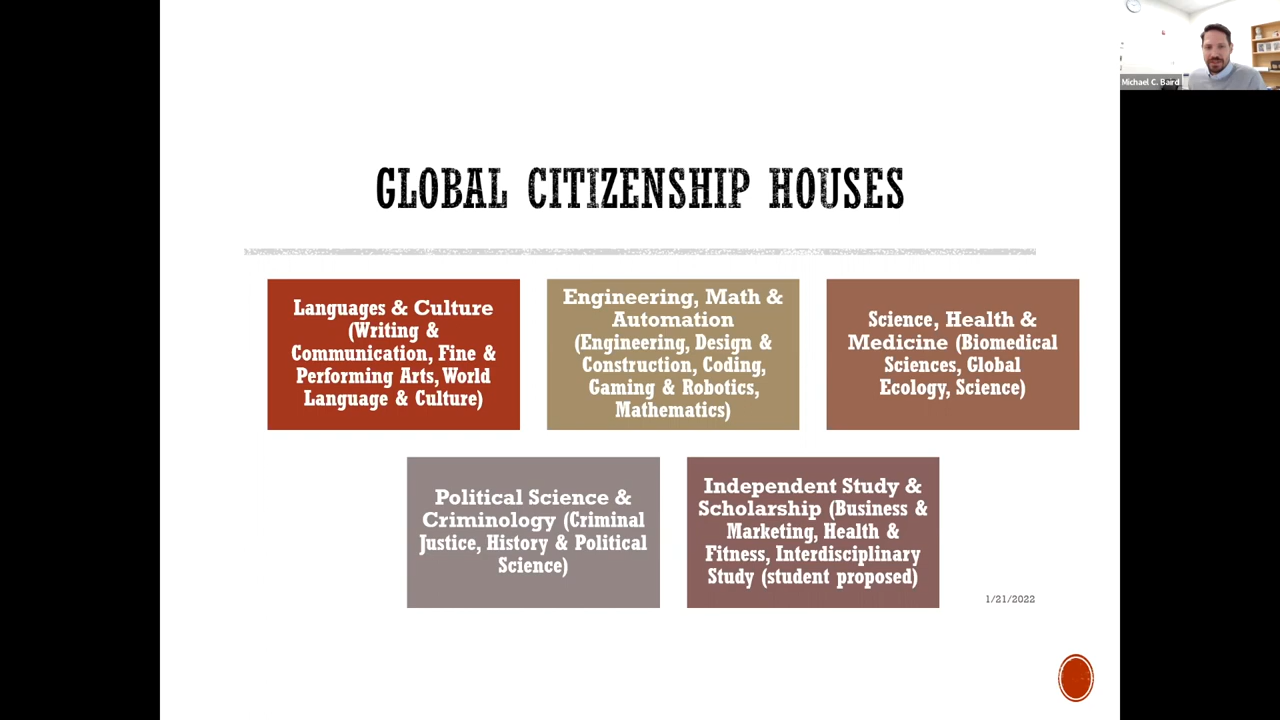 Michael C. Baird
GLOBAL CITIZENSHIP HOUSES
Languages & Culture
(Writing &
Communication, Fine &
Performing Arts, World
Language & Culture)
Engineering, Math &
Automation
(Engineering, Design &
Construction, Coding,
Gaming & Robotics,
Mathematics)
Science, Health &
Medicine (Biomedical
Sciences, Global
Ecology, Science)
Political Science &
Criminology (Criminal
Justice, History & Political
Science)
Independent Study &
Scholarship (Business &
Marketing, Health &
Fitness, Interdisciplinary
Study (student proposed)
1/21/2022